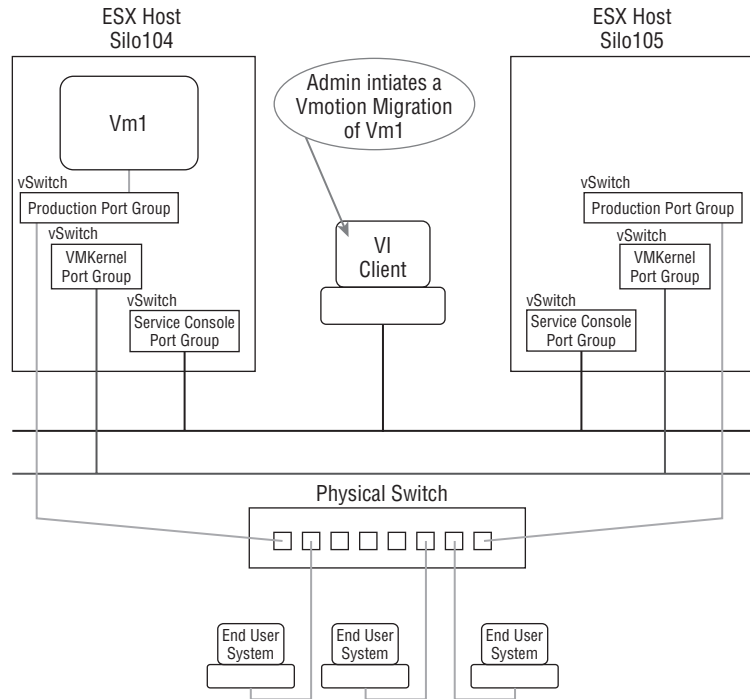 ESX Host
Silo104
ESX Host
Silo105
Admin intiates a
Vmotion Migration
of Vm1
Vm1
vSwitch
Production Port Group
vSwitch
VMKernel
Port Group
vSwitch
Service Console
Port Group
VI
Client
vSwitch
Production Port Group
vSwitch
VMKernel
Port Group
vSwitch
Service Console
Port Group
Physical Switch
End User
System
End User
System
End User
System